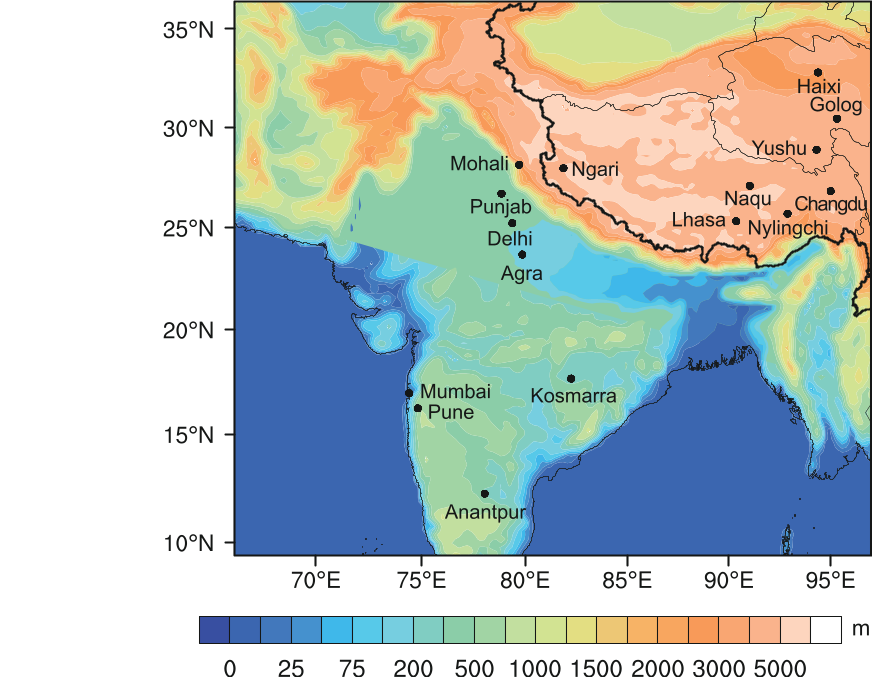 35°N
Haixi
Golog
30°N
Yushu
Mohali
Ngari
Naqu
Changdu
Punjab
Lhasa
Nylingchi
25°N
Delhi
Agra
20°N
Mumbai
Kosmarra
Pune
15°N
Anantpur
10°N
70°E 75°E 80°E 85°E 90°E 95°E
m
0 25 75 200 500 1000 1500 2000 3000 5000